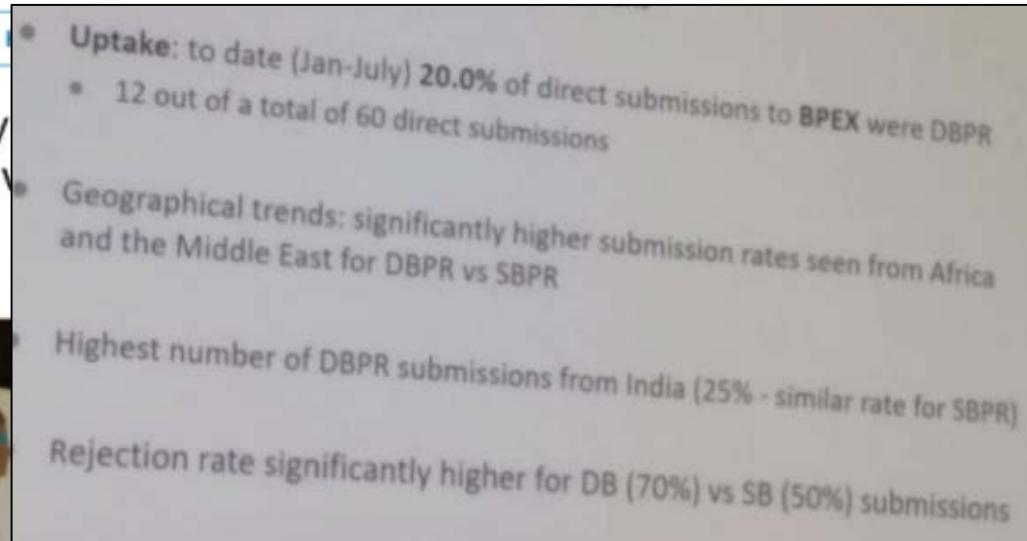 Uptake: to date (Jan-July) 20.0% of direct submissions to BPEX were DBPR
12 out of a total of 60 direct submissions
Geographical trends: significantly higher submission rates seen from Africa
and the Middle East for DBPR vs SBPR
Highest number of DBPR submissions from India (25% - similar rate for SBPR)
Rejection rate significantly higher for DB (70%) vs SB (50%) submissions